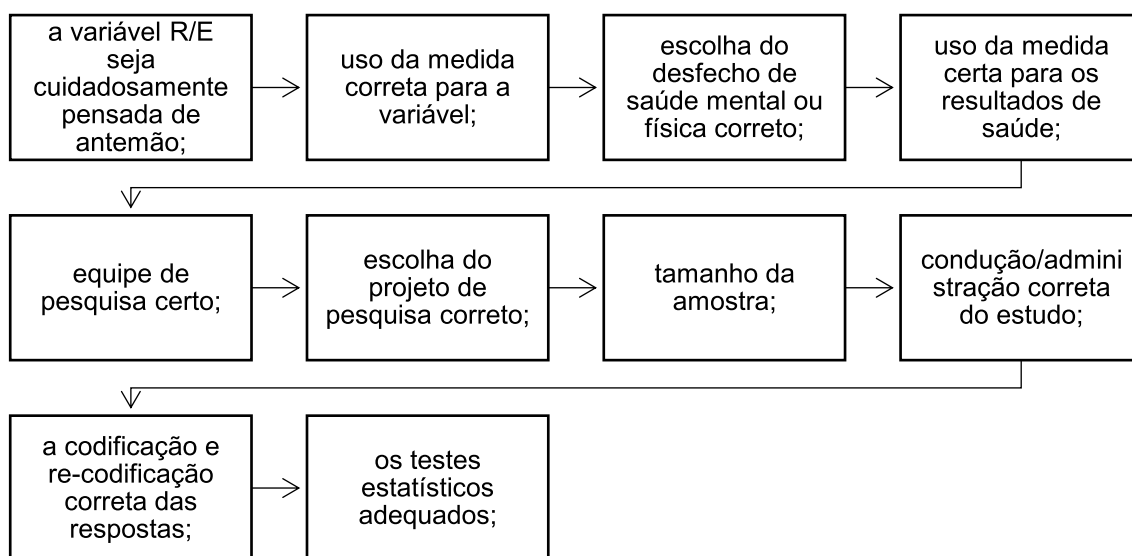 a variável R/E
seja
cuidadosamente
pensada de
antemão;
uso da medida
correta para a
variável;
escolha do
desfecho de
saúde mental ou
física correto;
uso da medida
certa para os
resultados de
saúde;
equipe de
pesquisa certo;
escolha do
projeto de
pesquisa correto;
tamanho da
amostra;
condução/admini
stração correta
do estudo;
a codificação e
re-codificação
correta das
respostas;
os testes
estatísticos
adequados;